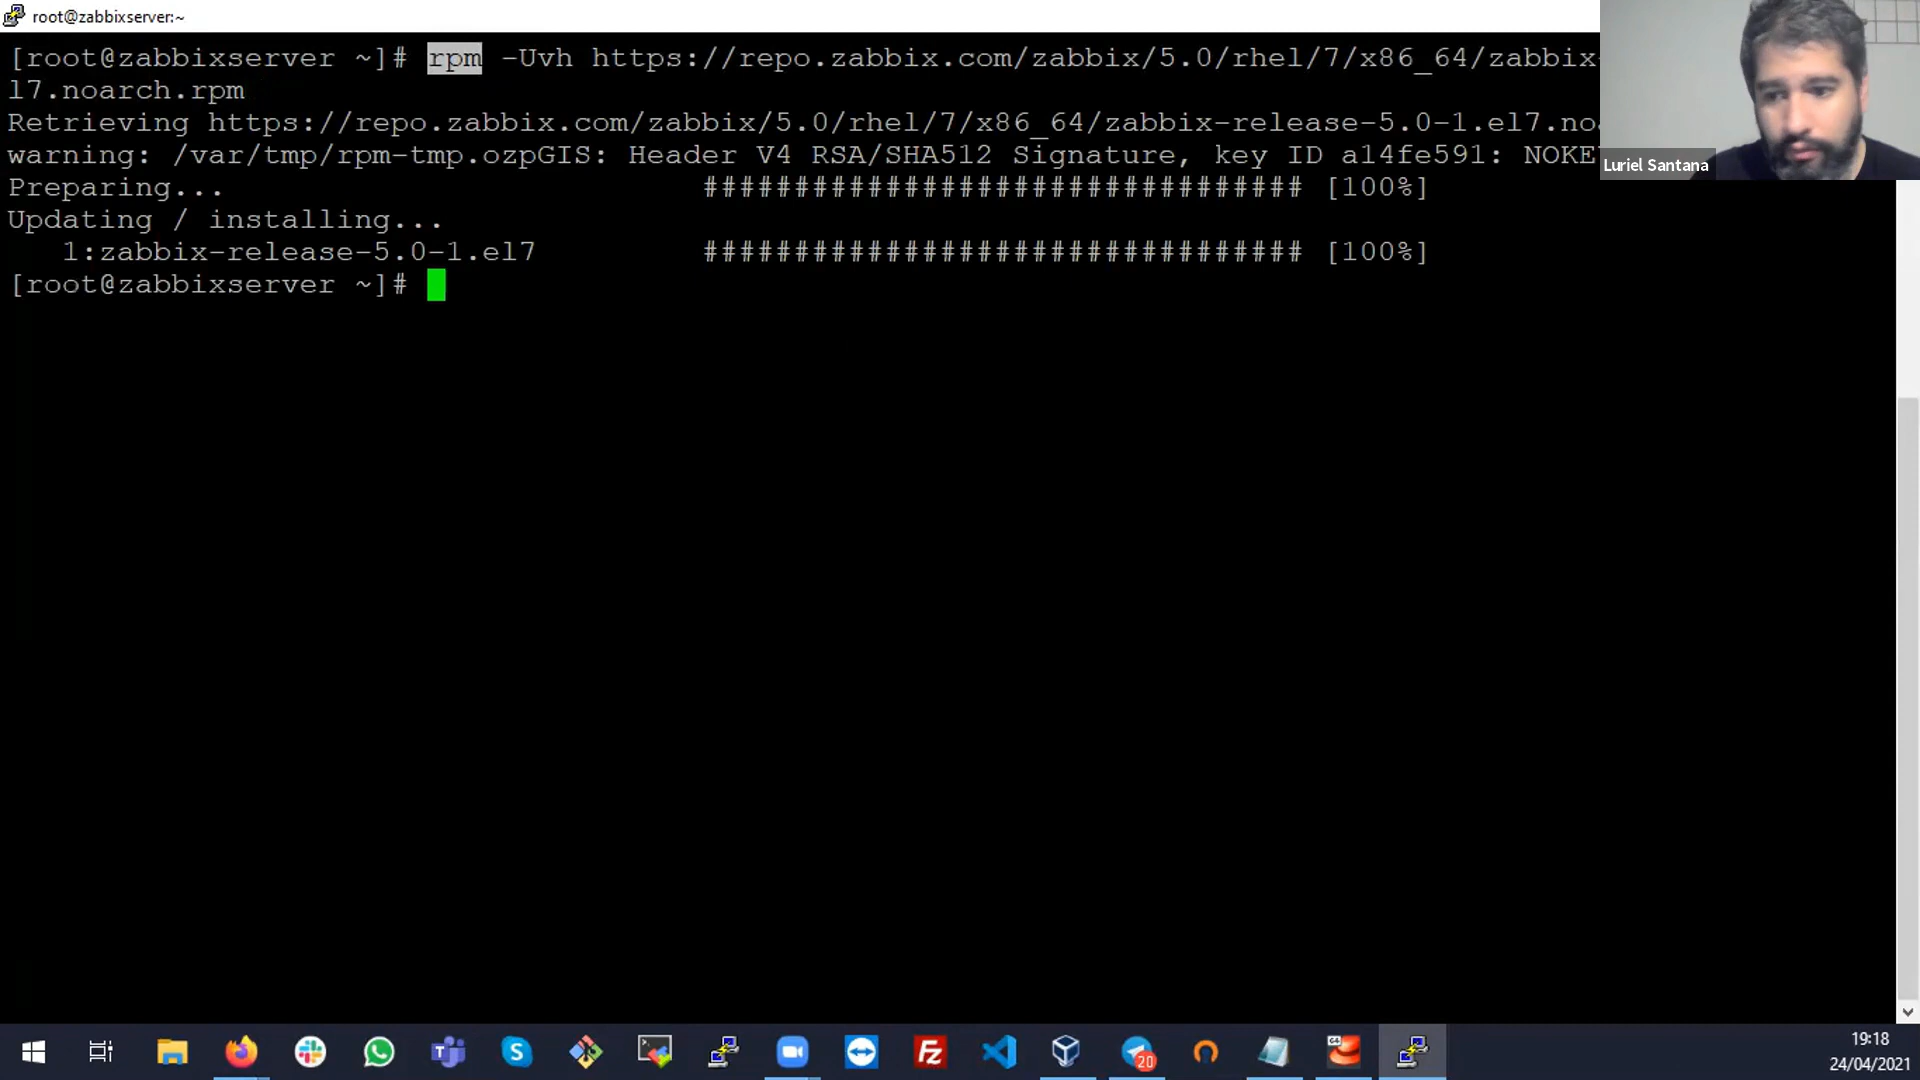 root@zabbixserver:~
[root@zabbixserver ~]# rpm -Uvh https://repo.zabbix.com/zabbix/5.0/rhel/7/x86_64/zabbix-
l7.noarch.rpm
Retrieving https://repo.zabbix.com/zabbix/5.0/rhel/7/x86_64/zabbix-release-5.0-1.el7.no
warning: /var/tmp/rpm-tmp.ozpGIS: Header V4 RSA/SHA512 Signature, key ID a14fe591: NOKE
Luriel Santana
Preparing... ################################# [100%]
Updating / installing...
1:zabbix-release-5.0-1.el7 ################################# [100%]
[root@zabbixserver ~]#
20
64
19:18
24/04/2021